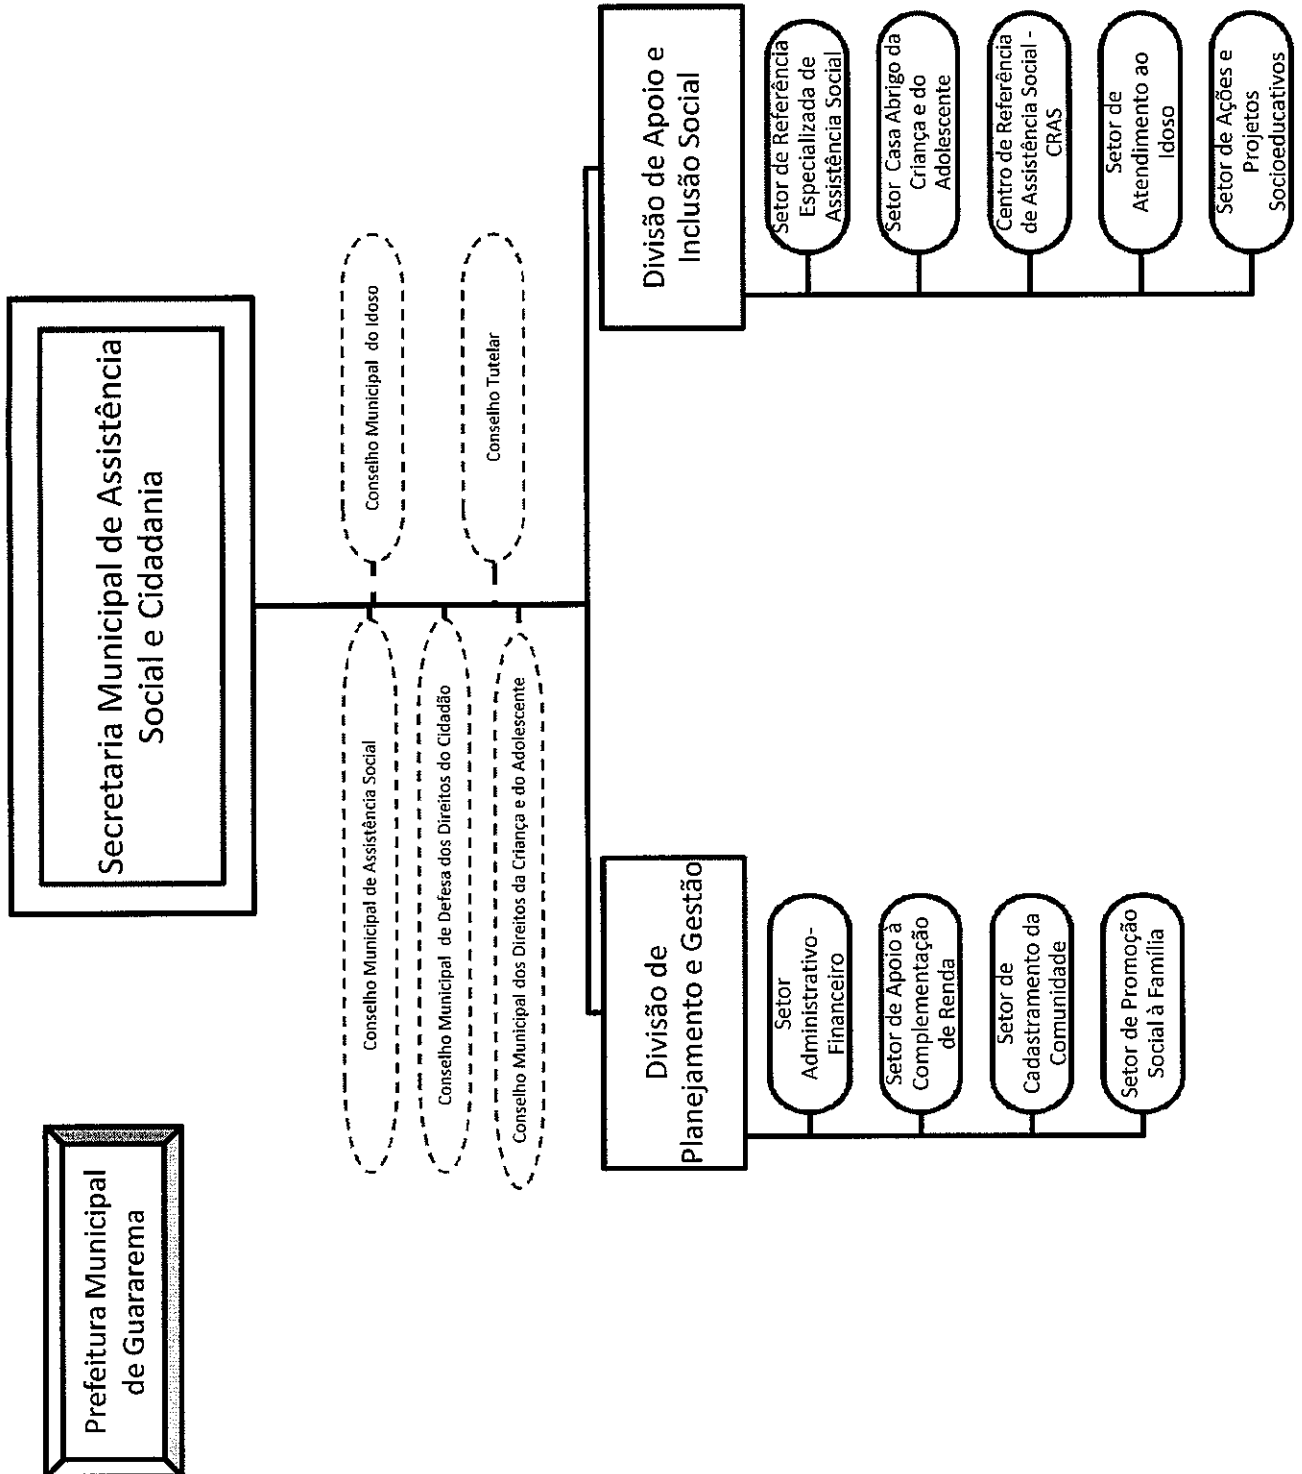 Prefeitura Municipal
de Guararema
Secretaria Municipal de Assistência
Social e Cidadania
Conselho Municipal de Assistência Social
Conselho Municipal do Idoso
Conselho Municipal de Defesa dos Direitos do Cidadão
Conselho Tutelar
Conselho Municipal dos Direitos da Criança e do Adolescente
Divisão de
Planejamento e Gestão
Setor
Administrativo-
Financeiro
Setor de Apoio à
Complementação
de Renda
Setor de
Cadastramento da
Comunidade
Setor de Promoção
Social à Família
Divisão de Apoio e
Inclusão Social
Setor de Referência
Especializada de
Assistência Social
Setor Casa Abrigo da
Criança e do
Adolescente
Centro de Referência
de Assistência Social -
CRAS
Setor de
Atendimento ao
Idoso
Setor de Ações e
Projetos
Socioeducativos